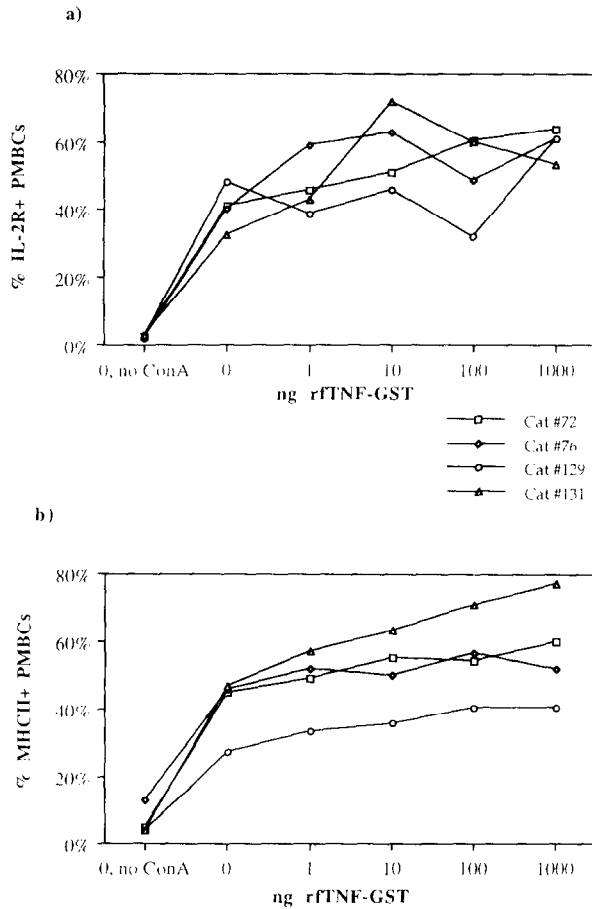 a)
80%
60%
40%
20%
0%
% IL-2R+ PMBCs
0, no ConA 0 1 10 100 1000
ng rfTNF-GST
Cat #72
Cat #76
Cat #129
Cat #131
b)
80%
60%
40%
20%
0%
% MHCII+ PMBCs
0, no ConA 0 1 10 100 1000
ng rfTNF-GST